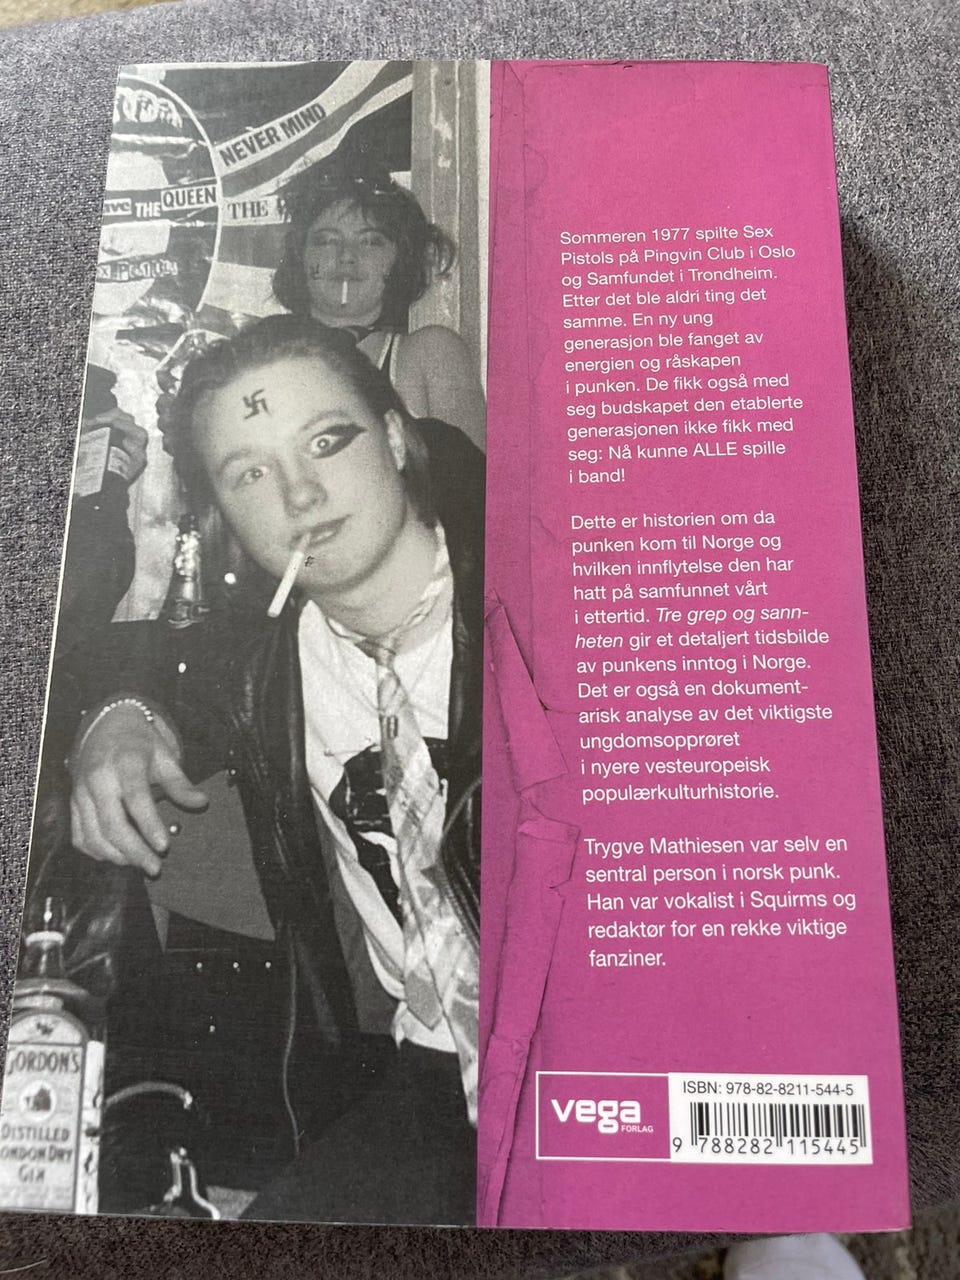 NEVER MIND
THE QUEEN
THE
Sommeren 1977 spilte Sex
Pistols på Pingvin Club i Oslo
og Samfundet i Trondheim.
Etter det ble aldri ting det
samme. En ny ung
generasjon ble fanget av
energien og råskapen
i punken. De fikk også med
seg budskapet den etablerte
generasjonen ikke fikk med
seg: Nå kunne ALLE spille
i band!
Dette er historien om da
punken kom til Norge og
hvilken innflytelse den har
hatt på samfunnet vårt
i ettertid. Tre grep og sann-
heten gir et detaljert tidsbilde
av punkens inntog i Norge.
Det er også en dokument-
arisk analyse av det viktigste
ungdomsopprøret
i nyere vesteuropeisk
populærkulturhistorie.
Trygve Mathiesen var selv en
sentral person i norsk punk.
Han var vokalist i Squirms og
redaktør for en rekke viktige
fanziner.
GORDON'S
DISTILLED
LONDON DRY
GIN
vega
FORLAG
ISBN: 978-82-8211-544-5
9 788282 115445